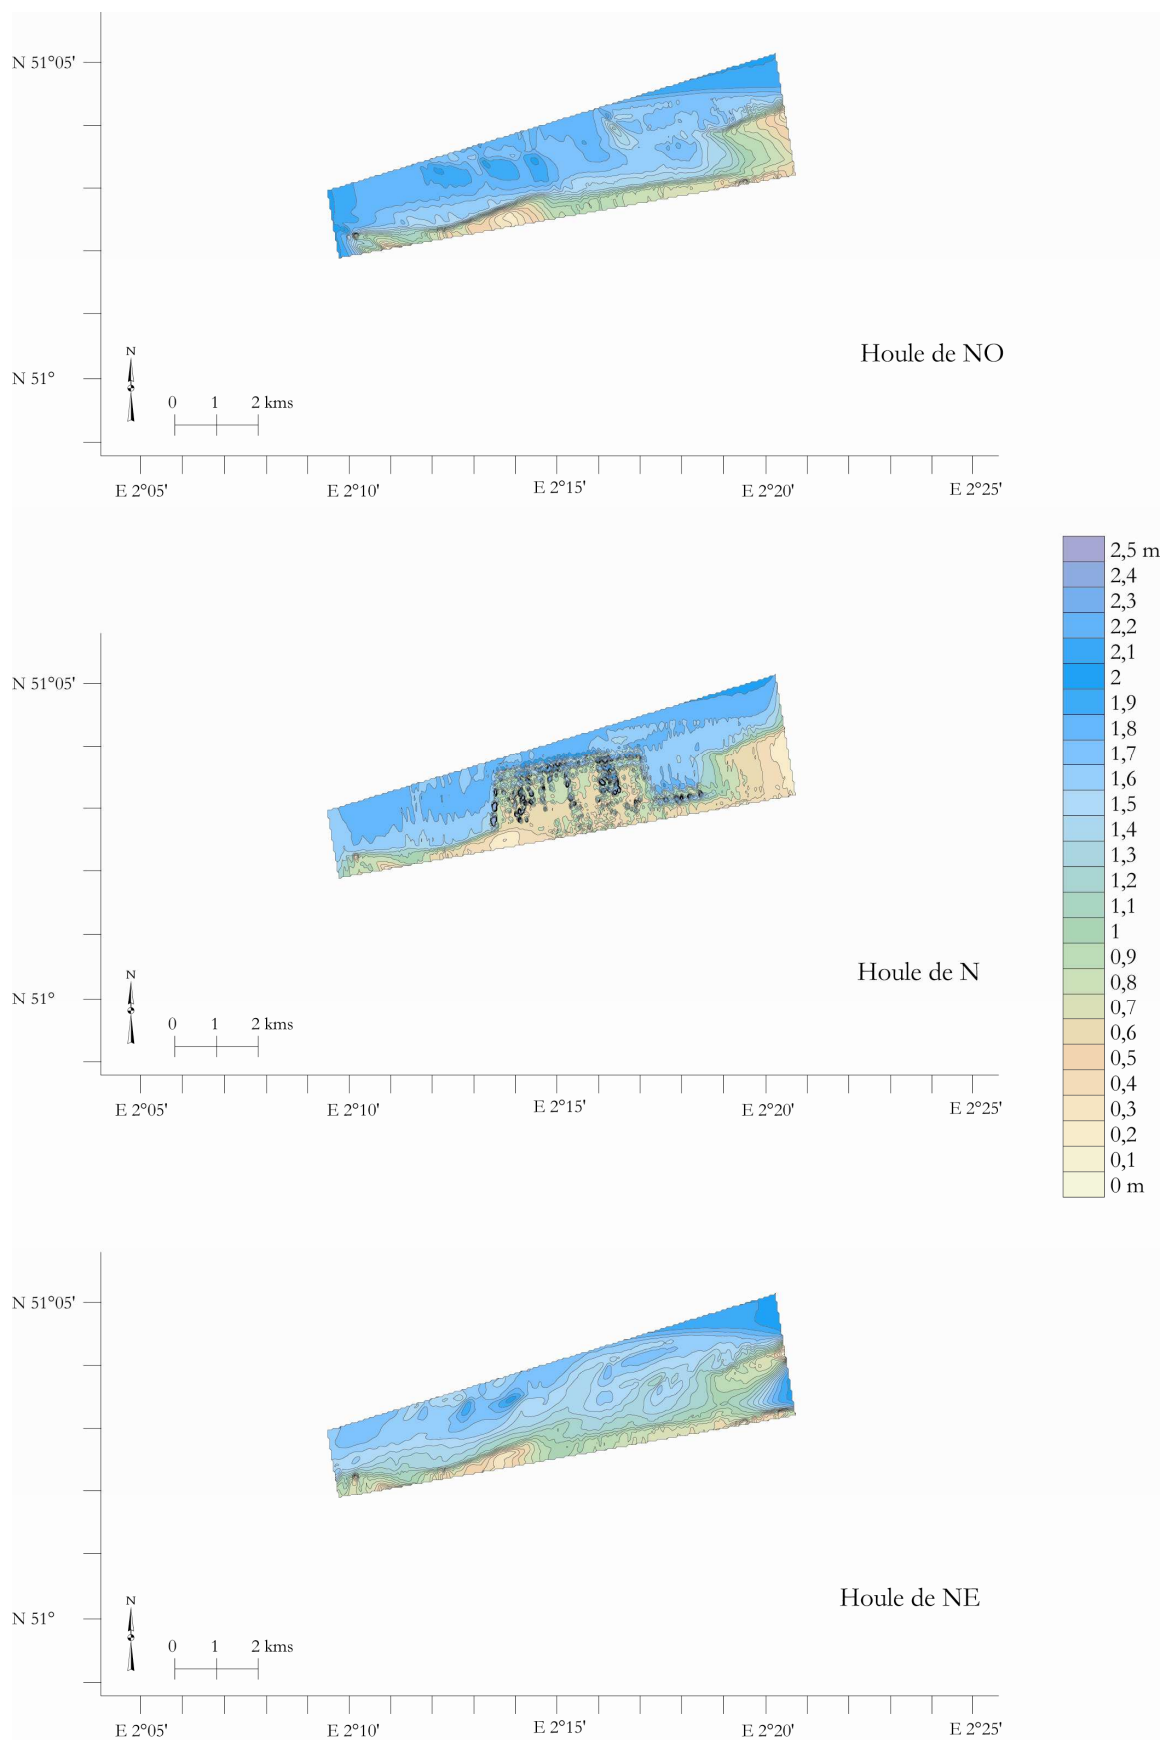 N 51°05'
Houle de NO
N
N 51°
0 1 2 kms
E 2°05' E 2°10' E 2°15' E 2°20' E 2°25'
2,5 m
2,4
2,3
2,2
2,1
2
1,9
1,8
1,7
1,6
1,5
1,4
1,3
1,2
1,1
1
0,9
0,8
0,7
0,6
0,5
0,4
0,3
0,2
0,1
0 m
N 51°05'
Houle de N
N
N 51°
0 1 2 kms
E 2°05' E 2°10' E 2°15' E 2°20' E 2°25'
N 51°05'
Houle de NE
N
N 51°
0 1 2 kms
E 2°05' E 2°10' E 2°15' E 2°20' E 2°25'